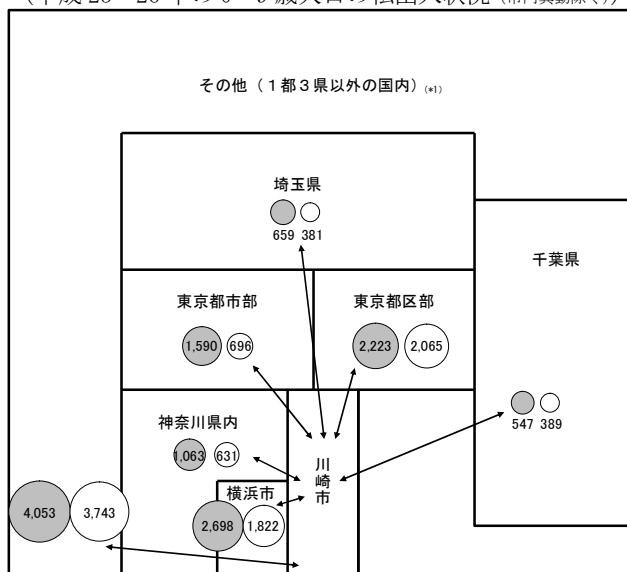 その他（１都３県以外の国内）(*1)
埼玉県
659 381
千葉県
東京都市部
東京都区部
1,590 696
2,223 2,065
547 389
神奈川県内
1,063 631
川崎市
横浜市
2,698 1,822
4,053 3,743